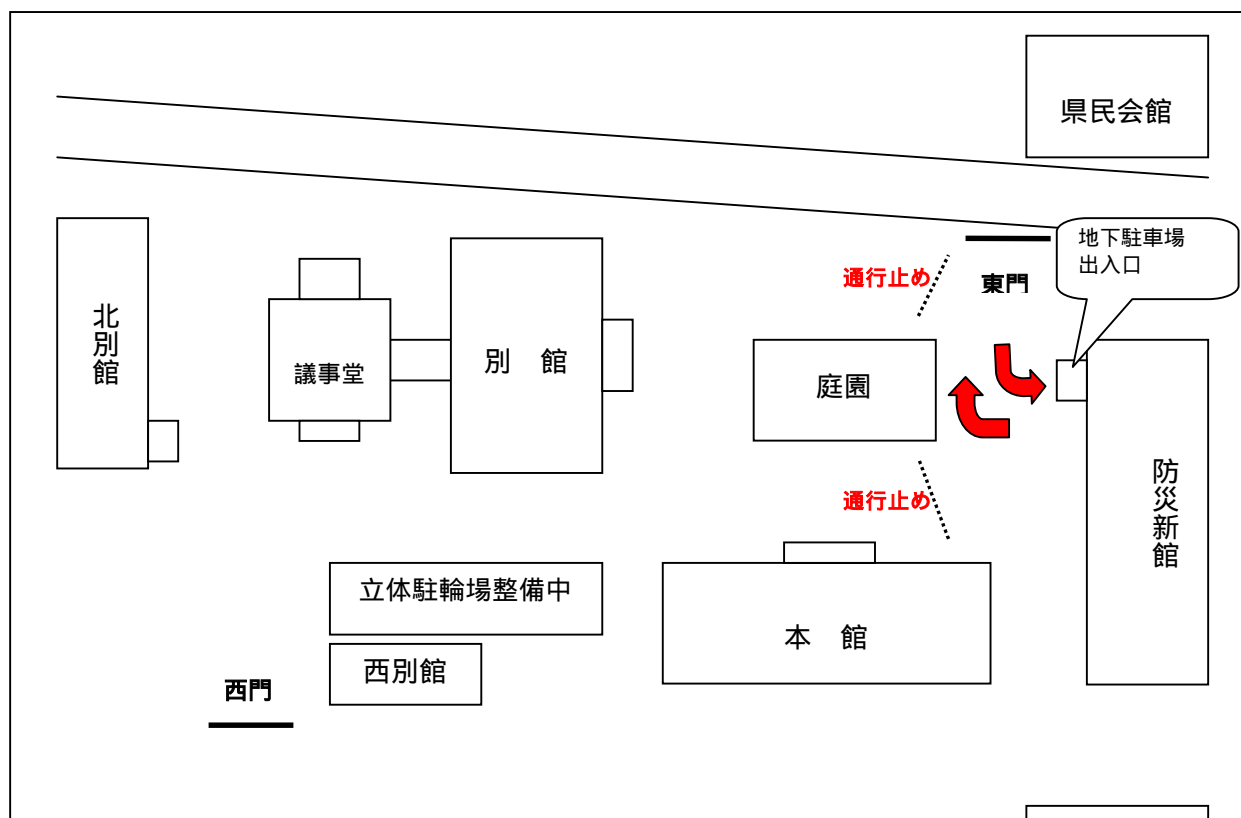 県民会館
地下駐車場
出入口
通行止め
東門
北別館
議事堂
別　館
庭園
防災新館
通行止め
立体駐輪場整備中
本　館
西別館
西門